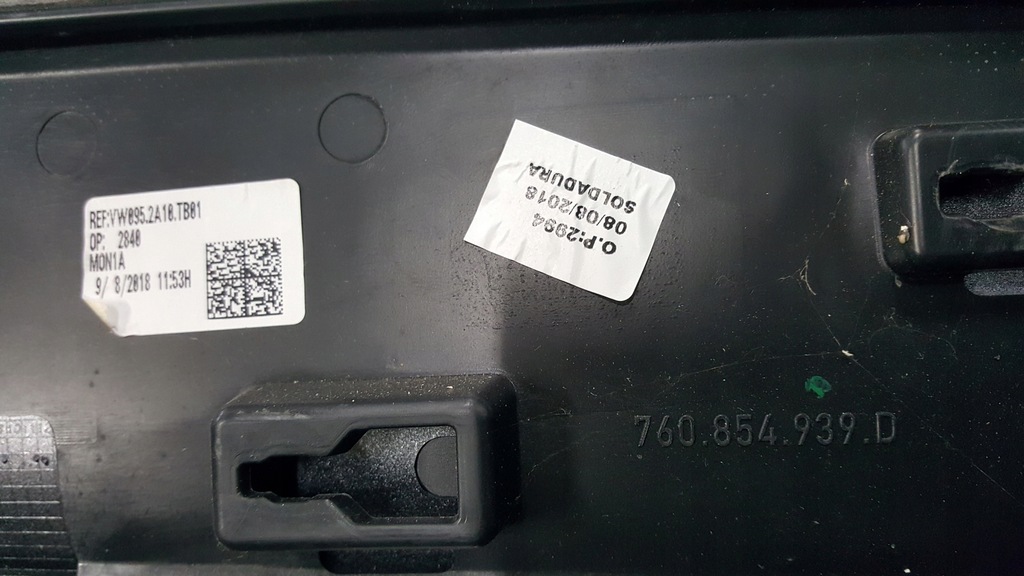 REF:VW095.2A10.TB01
OP: 2840
MON1A
9/ 8/2018 11:53H
O.P:2994
08/08/2018
SOLDADURA
760.854.939.D